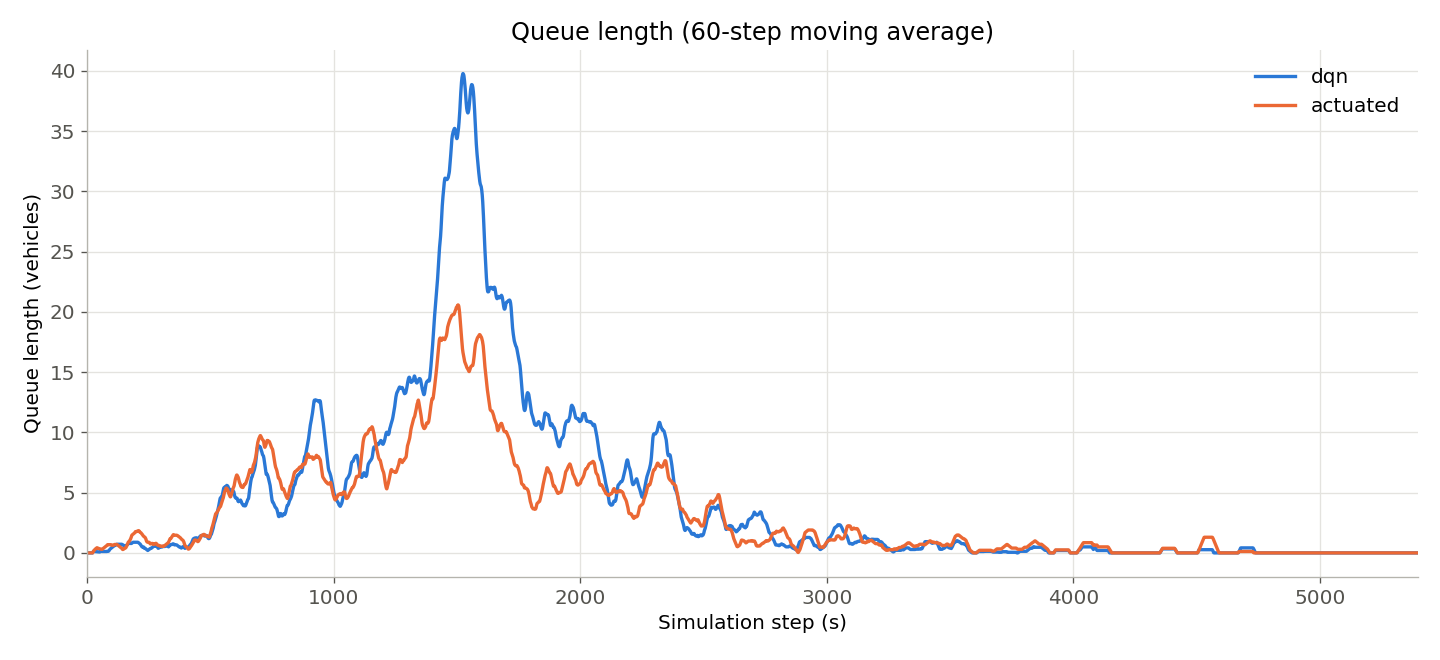 Queue length (60-step moving average)
dqn
actuated
Queue length (vehicles)
40
35
30
25
20
15
10
5
0
0 1000 2000 3000 4000 5000
Simulation step (s)